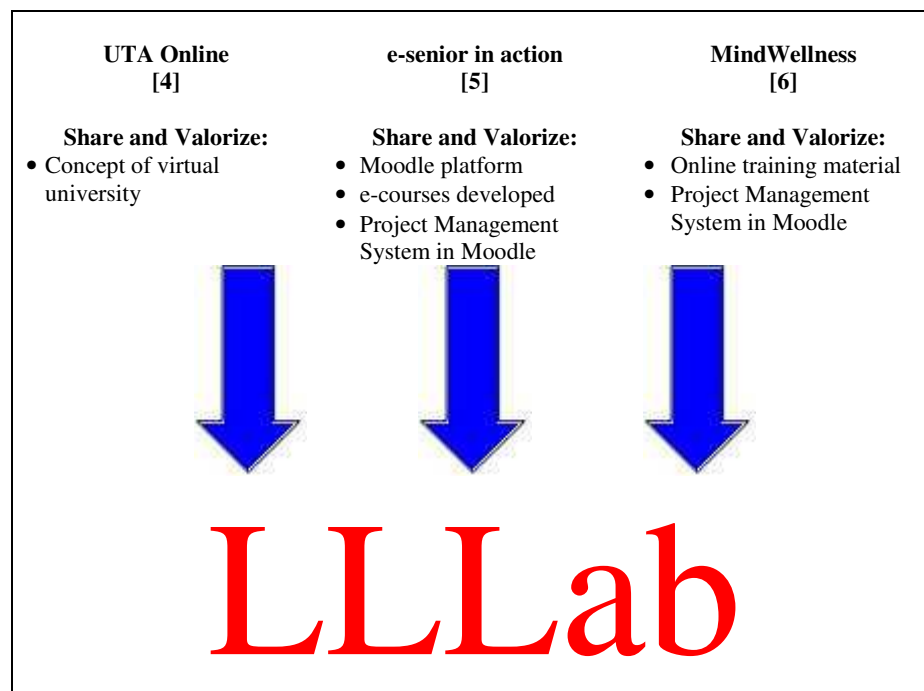 UTA Online
[4]
Share and Valorize:
• Concept of virtual
university
e-senior in action
[5]
Share and Valorize:
• Moodle platform
• e-courses developed
• Project Management
System in Moodle
MindWellness
[6]
Share and Valorize:
• Online training material
• Project Management
System in Moodle
LLLab